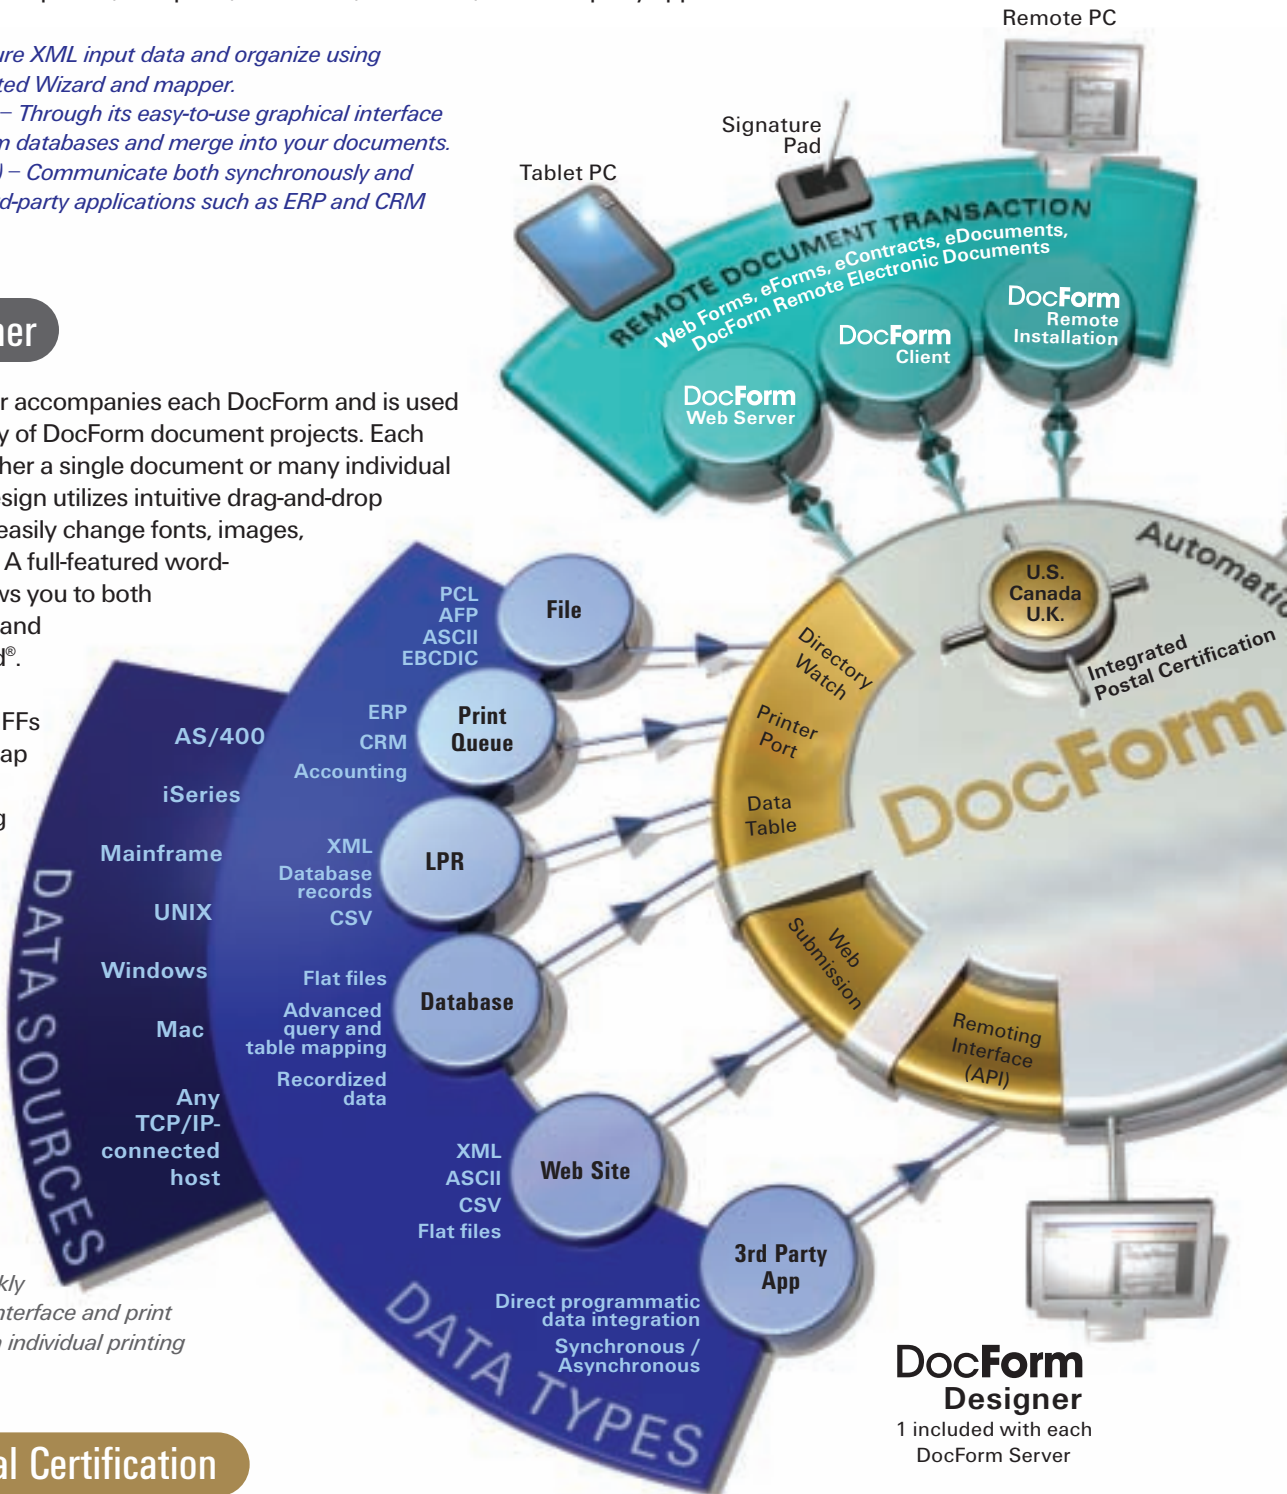 ure XML input data and organize using
ted Wizard and mapper.
– Through its easy-to-use graphical interface
m databases and merge into your documents.
) – Communicate both synchronously and
rd-party applications such as ERP and CRM
ner
r accompanies each DocForm and is used
y of DocForm document projects. Each
her a single document or many individual
esign utilizes intuitive drag-and-drop
easily change fonts, images,
A full-featured word-
ws you to both
and
d®.
FFs
ap
g
kly
nterface and print
n individual printing
al Certification
Remote PC
Signature
Pad
Tablet PC
REMOTE DOCUMENT TRANSACTION
Web Forms, eForms, eContracts, eDocuments,
DocForm Remote Electronic Documents
DocForm
Web Server
DocForm
Client
DocForm
Remote
Installation
Automatio
U.S.
Canada
U.K.
Integrated
Postal Certification
DocForm
Directory
Watch
Printer
Port
Data
Table
Web
Submission
Remoting
Interface
(API)
DATA SOURCES
AS/400
iSeries
Mainframe
UNIX
Windows
Mac
Any
TCP/IP-
connected
host
DATA TYPES
PCL
AFP
ASCII
EBCDIC
File
ERP
CRM
Accounting
Print
Queue
XML
Database
records
CSV
LPR
Flat files
Advanced
query and
table mapping
Recordized
data
Database
XML
ASCII
CSV
Flat files
Web Site
Direct programmatic
data integration
Synchronous /
Asynchronous
3rd Party
App
DocForm
Designer
1 included with each
DocForm Server